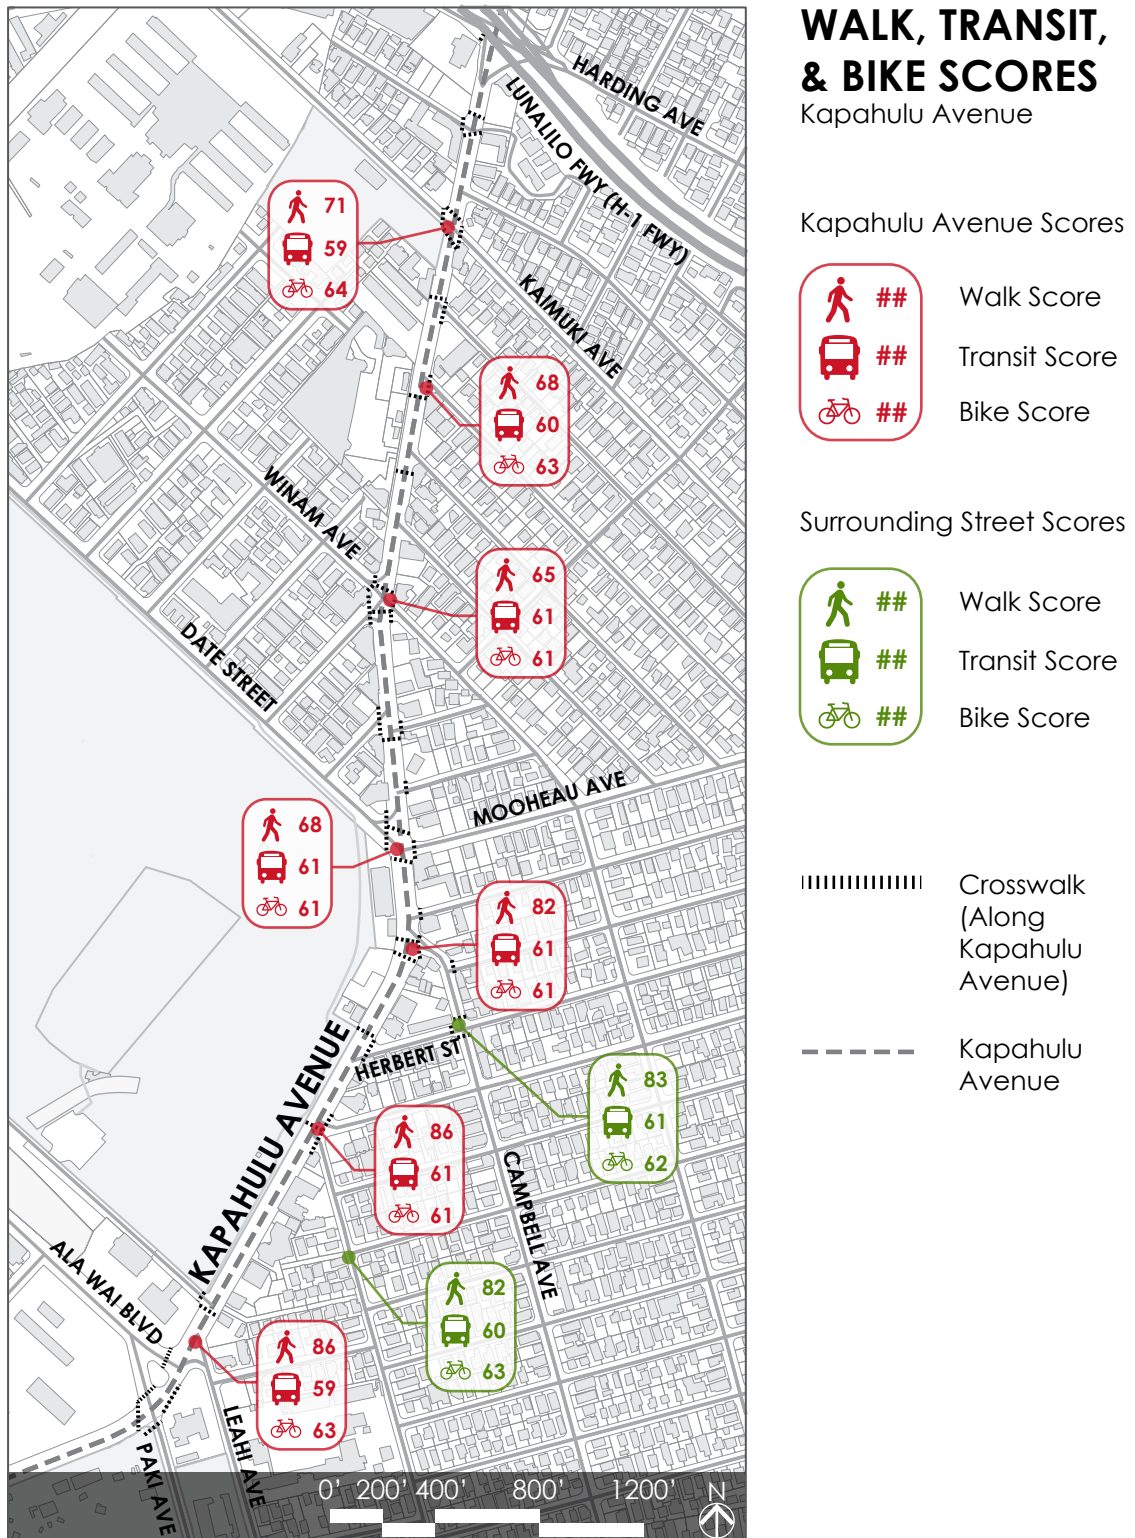 WALK, TRANSIT,
& BIKE SCORES
Kapahulu Avenue
Kapahulu Avenue Scores
## Walk Score
## Transit Score
## Bike Score
Surrounding Street Scores
## Walk Score
## Transit Score
## Bike Score
Crosswalk
(Along
Kapahulu
Avenue)
Kapahulu
Avenue
HARDING AVE
LUNALILO FWY (H-1 FWY)
71
59
64
KAIMUKI AVE
68
60
63
WINAM AVE
65
61
61
DATE STREET
MOOHEAU AVE
68
61
61
82
61
61
KAPAHULU AVENUE
HERBERT ST
83
61
62
86
61
61
CAMPBELL AVE
ALA WAI BLVD
82
60
63
86
59
63
LEAHI AVE
PAKI AVE
0' 200' 400' 800' 1200' N